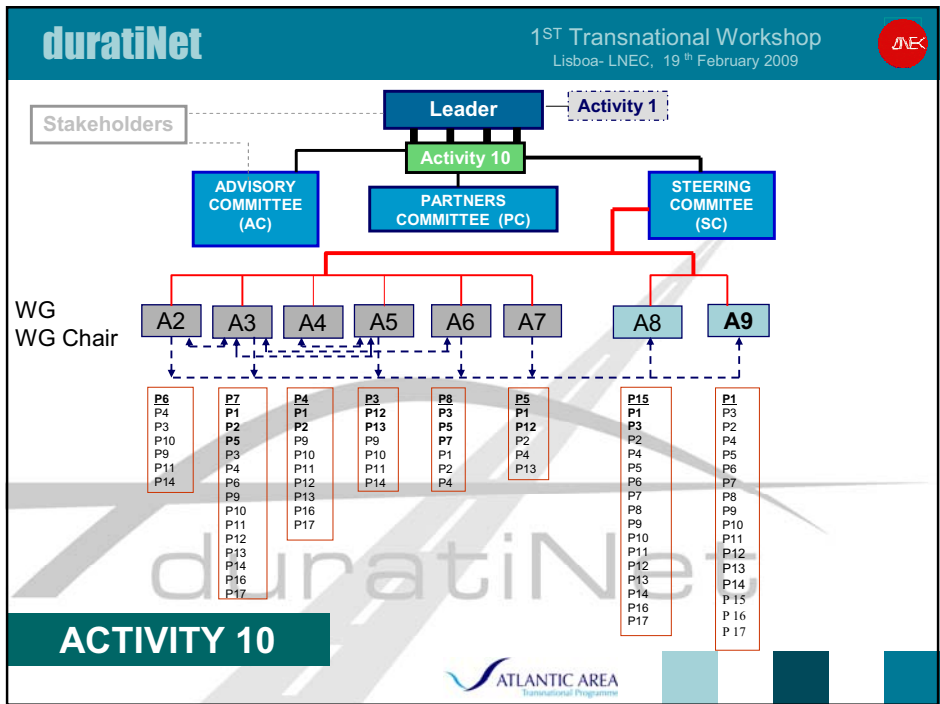 duratiNet
1ST Transnational Workshop
Lisboa- LNEC, 19 th February 2009
LNEC
Leader
Activity 1
Stakeholders
Activity 10
ADVISORY
COMMITTEE
(AC)
PARTNERS
COMMITTEE (PC)
STEERING
COMMITEE
(SC)
WG
WG Chair
A2
A3
A4
A5
A6
A7
A8
A9
P6
P4
P3
P10
P9
P11
P14
P7
P1
P2
P5
P3
P4
P6
P9
P10
P11
P12
P13
P14
P16
P17
P4
P1
P2
P9
P10
P11
P12
P13
P16
P17
P3
P12
P13
P9
P10
P11
P14
P8
P3
P5
P7
P1
P2
P4
P5
P1
P12
P2
P4
P13
P15
P1
P3
P2
P4
P5
P6
P7
P8
P9
P10
P11
P12
P13
P14
P16
P17
P1
P3
P2
P4
P5
P6
P7
P8
P9
P10
P11
P12
P13
P14
P 15
P 16
P 17
duratiNet
ACTIVITY 10
ATLANTIC AREA
Transnational Programme